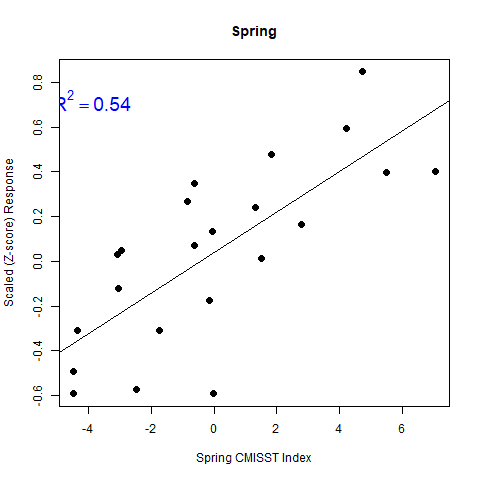 Spring
R² = 0.54
Scaled (Z-score) Response
0.8
0.6
0.4
0.2
0.0
-0.2
-0.4
-0.6
-4 -2 0 2 4 6
Spring CMISST Index